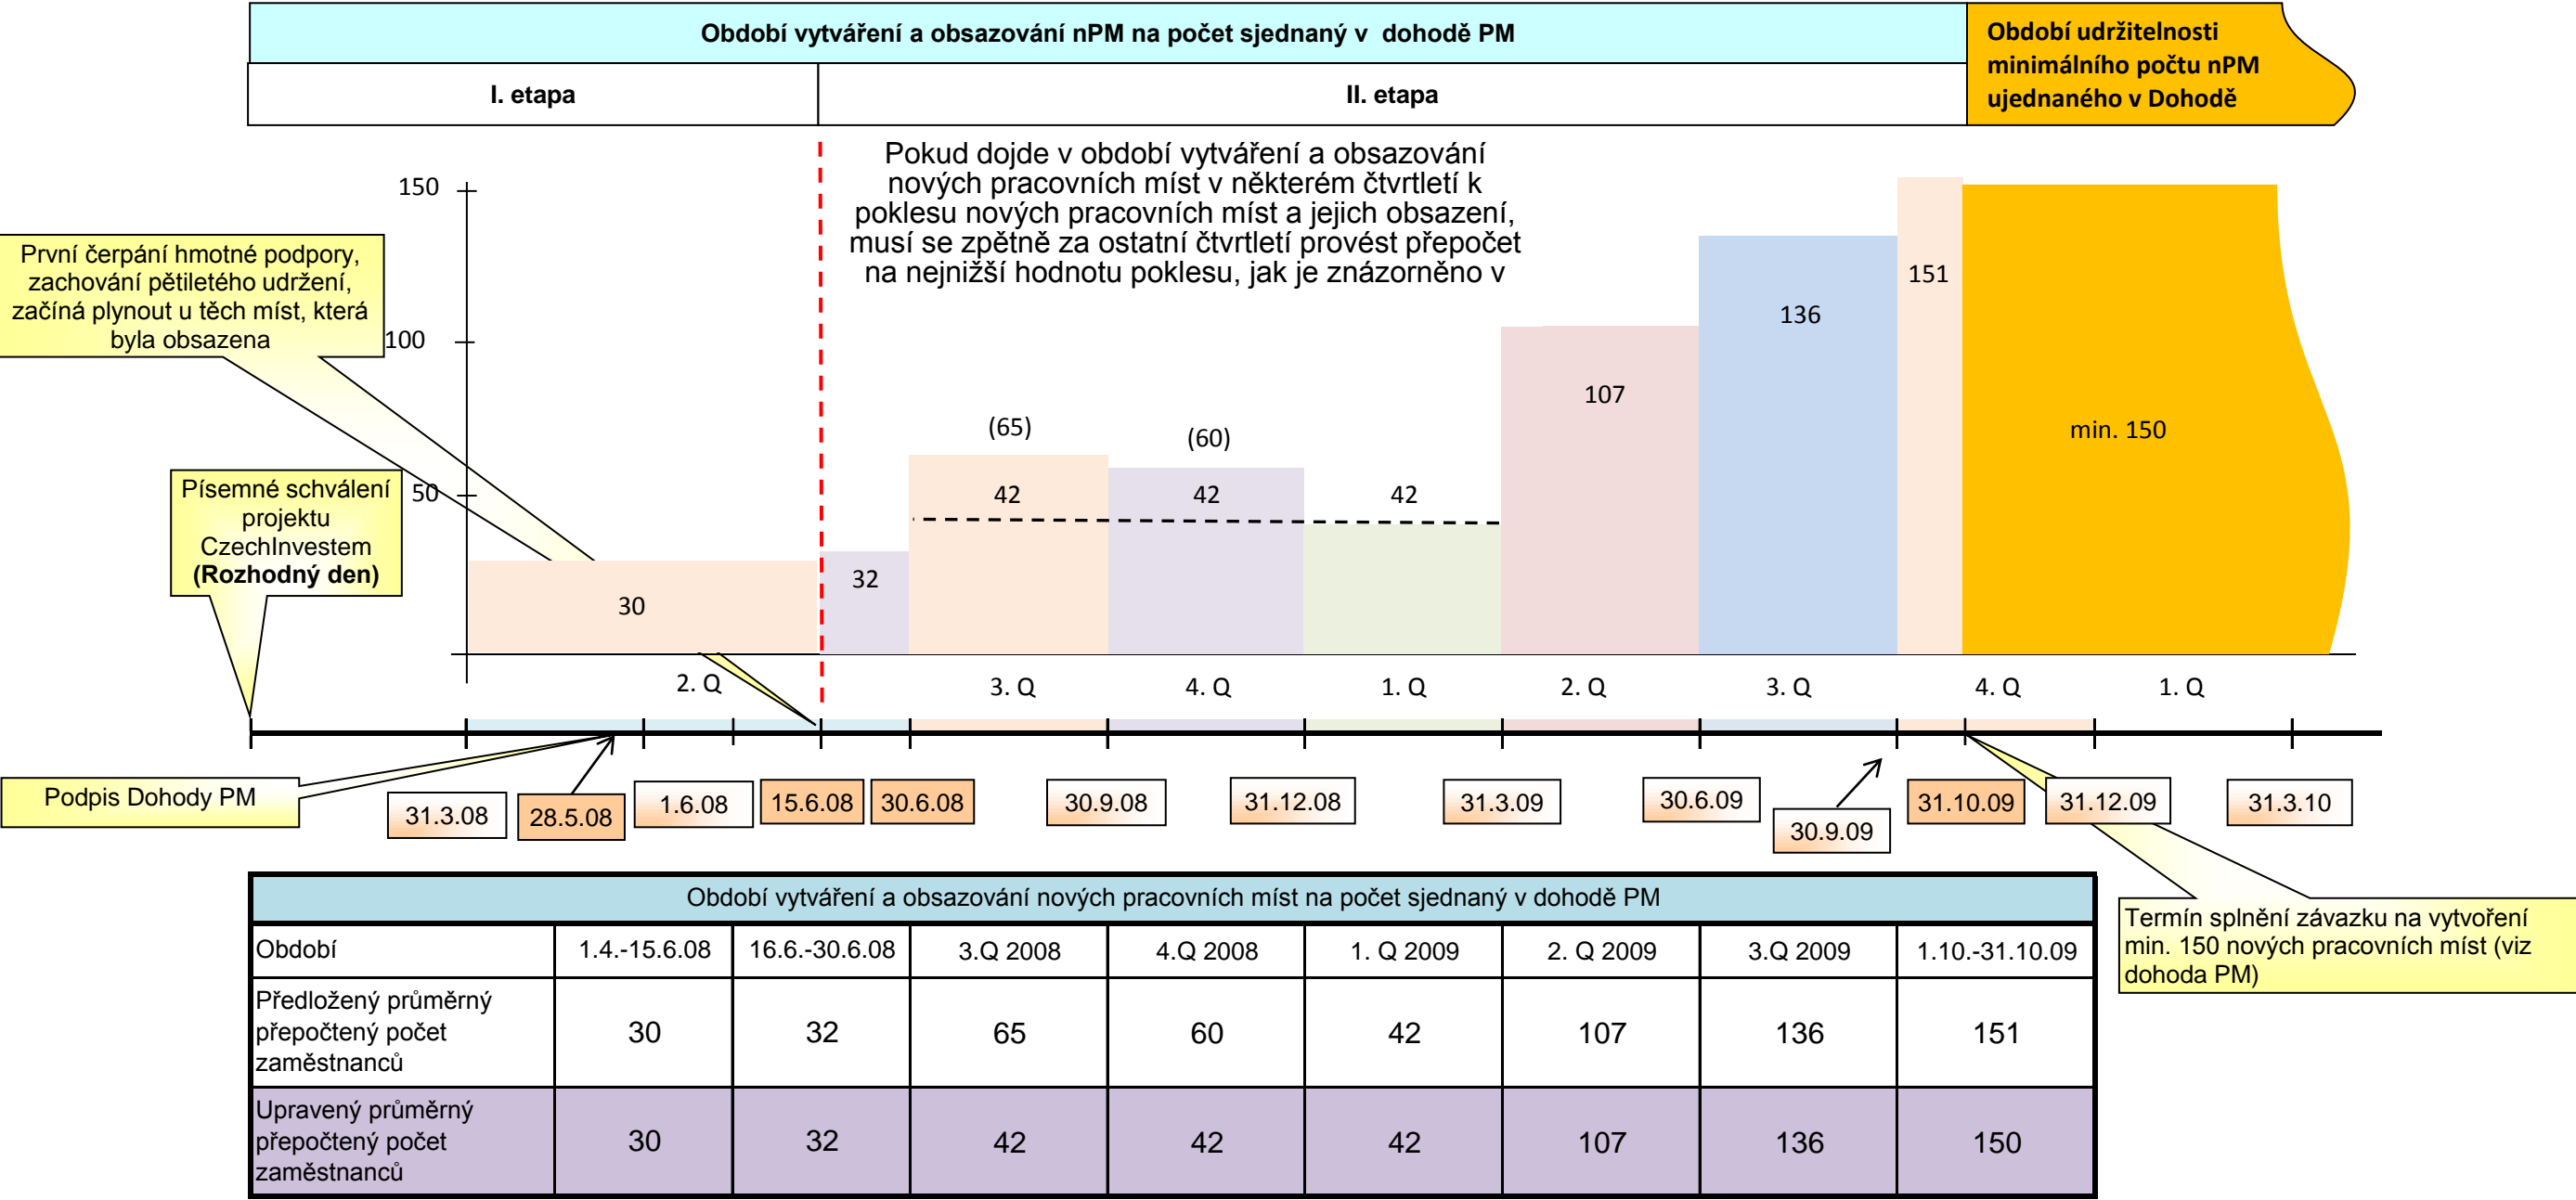 Období vytváření a obsazování nPM na počet sjednaný v dohodě PM
Období udržitelnosti
minimálního počtu nPM
ujednaného v Dohodě
I. etapa
II. etapa
Pokud dojde v období vytváření a obsazování
nových pracovních míst v některém čtvrtletí k
poklesu nových pracovních míst a jejich obsazení,
musí se zpětně za ostatní čtvrtletí provést přepočet
na nejnižší hodnotu poklesu, jak je znázorněno v
První čerpání hmotné podpory,
zachování pětiletého udržení,
začíná plynout u těch míst, která
byla obsazena
Písemné schválení
projektu
CzechInvestem
(Rozhodný den)
150
100
50
30
32
(65)
42
(60)
42
42
107
136
151
min. 150
2. Q
3. Q
4. Q
1. Q
2. Q
3. Q
4. Q
1. Q
Podpis Dohody PM
31.3.08
28.5.08
1.6.08
15.6.08
30.6.08
30.9.08
31.12.08
31.3.09
30.6.09
30.9.09
31.10.09
31.12.09
31.3.10
Termín splnění závazku na vytvoření
min. 150 nových pracovních míst (viz
dohoda PM)
Období vytváření a obsazování nových pracovních míst na počet sjednaný v dohodě PM
Období 1.4.-15.6.08 16.6.-30.6.08 3.Q 2008 4.Q 2008 1. Q 2009 2. Q 2009 3.Q 2009 1.10.-31.10.09
Předložený průměrný
přepočtený počet
zaměstnanců
30 32 65 60 42 107 136 151
Upravený průměrný
přepočtený počet
zaměstnanců
30 32 42 42 42 107 136 150